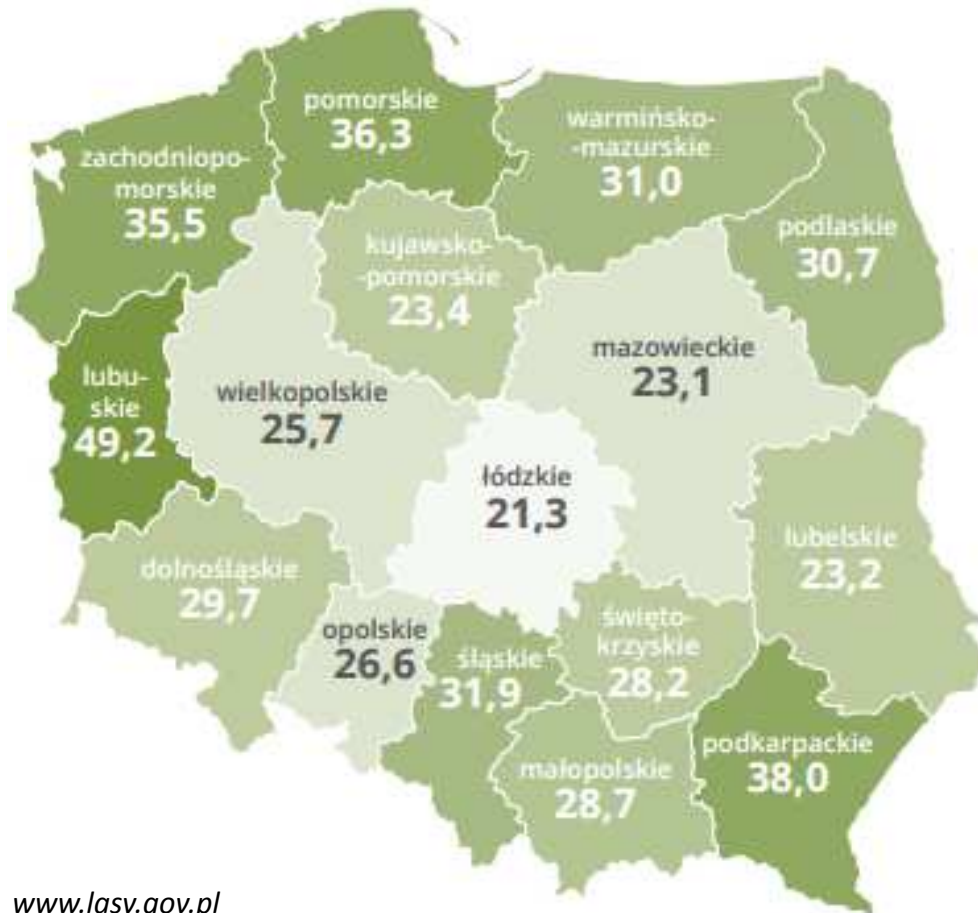 pomorskie
36,3
warmińsko-
-mazurskie
31,0
zachodniopo-
morskie
35,5
podlaskie
30,7
kujawsko-
-pomorskie
23,4
mazowieckie
23,1
lubu-
skie
49,2
wielkopolskie
25,7
łódzkie
21,3
lubelskie
23,2
dolnośląskie
29,7
opolskie
26,6
śląskie
31,9
święto-
krzyskie
28,2
podkarpackie
38,0
małopolskie
28,7
www.lasy.gov.pl